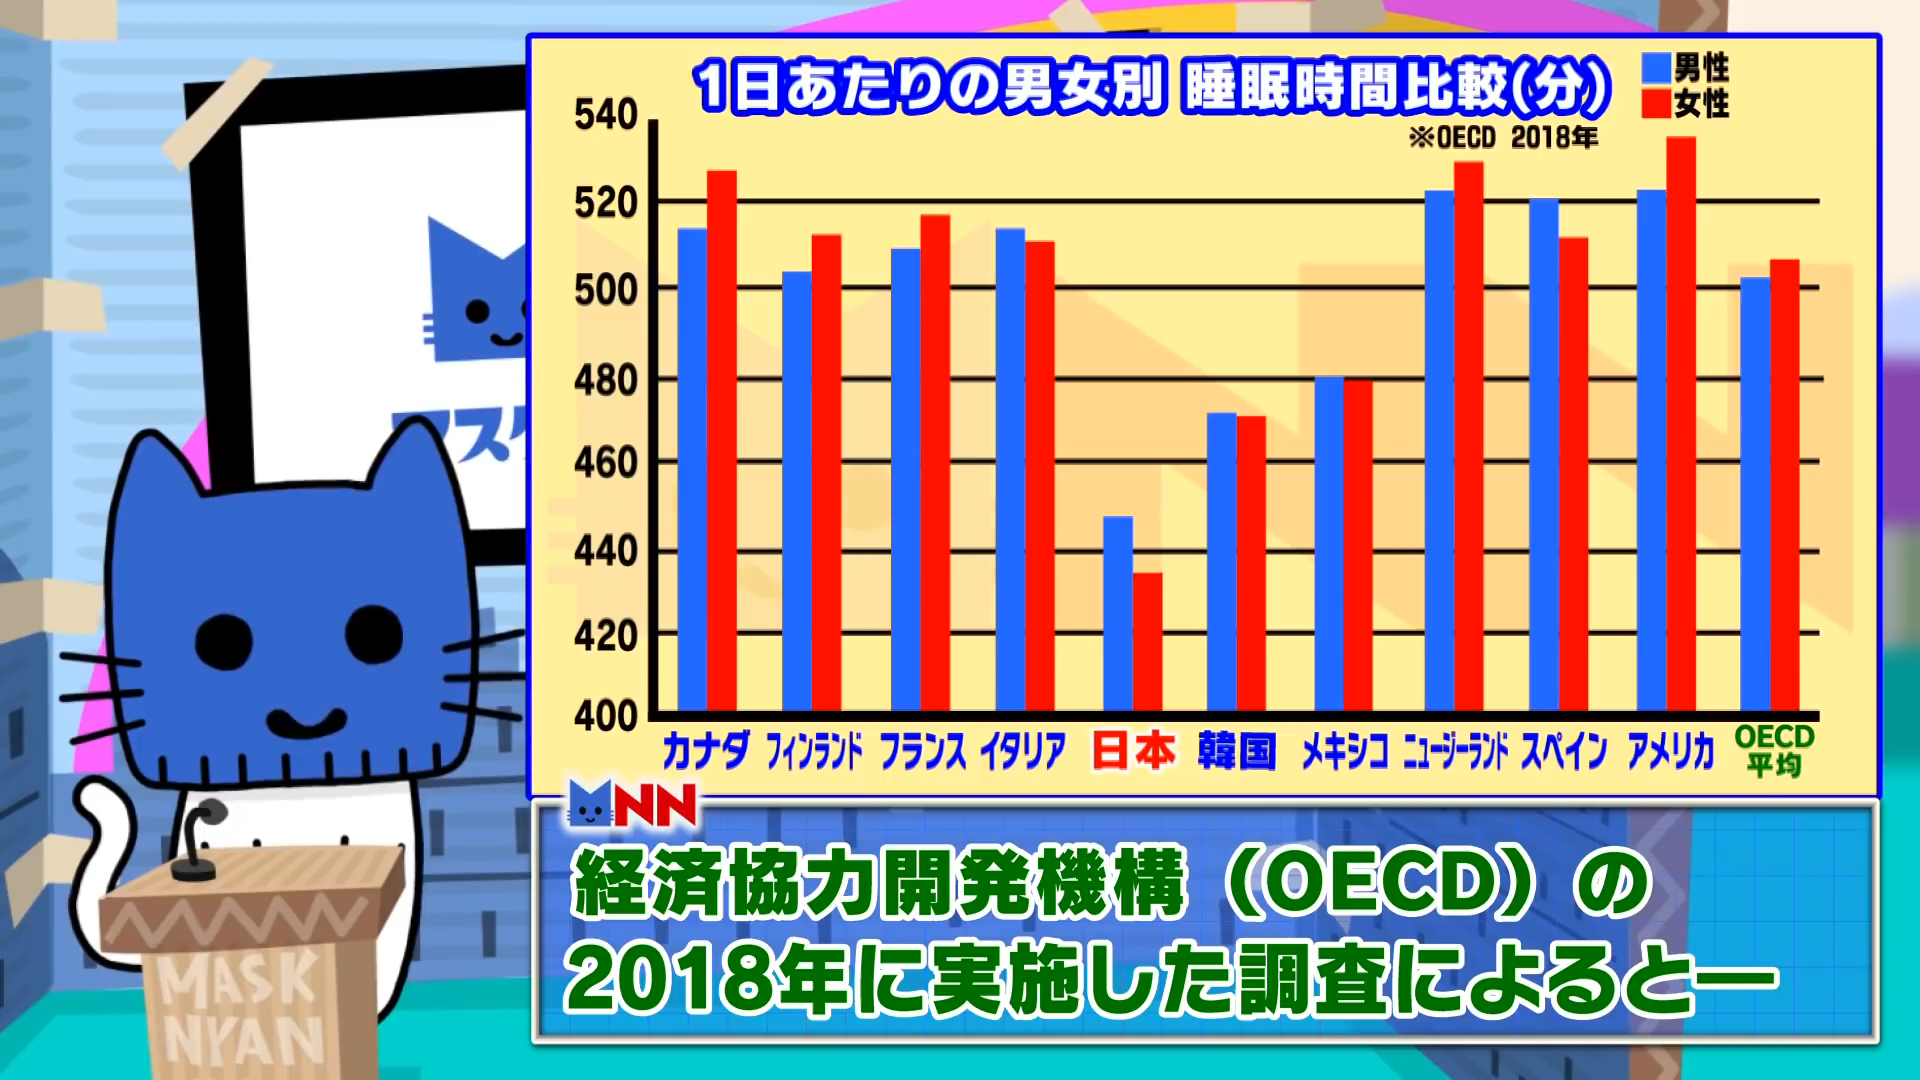 1日あたりの男女別 睡眠時間比較(分)
男性
女性
※OECD 2018年
540
520
500
480
460
440
420
400
カナダ フィンランド フランス イタリア 日本 韓国 メキシコ ニュージーランド スペイン アメリカ OECD平均
NN
経済協力開発機構（OECD）の
2018年に実施した調査によると―
MASK
NYAN